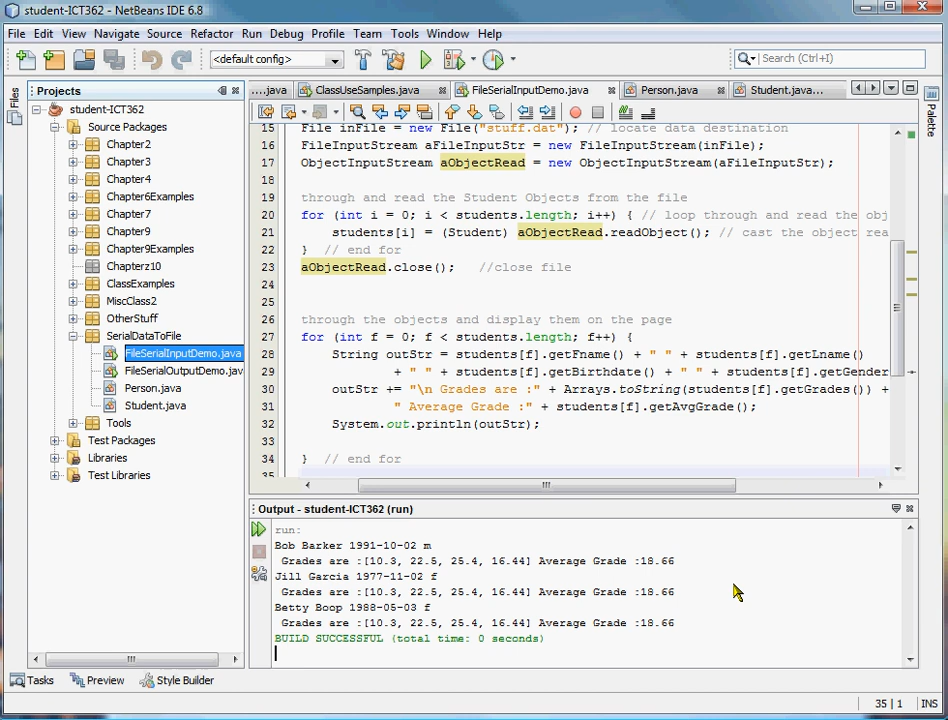 student-ICT362 - NetBeans IDE 6.8
File Edit View Navigate Source Refactor Run Debug Profile Team Tools Window Help
<default config> Search (Ctrl+I)
Files
Projects
student-ICT362
Source Packages
Chapter2
Chapter3
Chapter4
Chapter6Examples
Chapter7
Chapter9
Chapter9Examples
Chapterz10
ClassExamples
MiscClass2
OtherStuff
SerialDataToFile
FileSerialInputDemo.java
FileSerialOutputDemo.jav
Person.java
Student.java
Tools
Test Packages
Libraries
Test Libraries
....java ClassUseSamples.java FileSerialInputDemo.java Person.java Student.java...
Palette
15 File inFile = new File("stuff.dat"); // locate data destination
16 FileInputStream aFileInputStr = new FileInputStream(inFile);
17 ObjectInputStream aObjectRead = new ObjectInputStream(aFileInputStr);
18
19 through and read the Student Objects from the file
20 for (int i = 0; i < students.length; i++) { // loop through and read the obj
21 students[i] = (Student) aObjectRead.readObject(); // cast the object rea
22 } // end for
23 aObjectRead.close(); //close file
24
25
26 through the objects and display them on the page
27 for (int f = 0; f < students.length; f++) {
28 String outStr = students[f].getFname() + " " + students[f].getLname()
29 + " " + students[f].getBirthdate() + " " + students[f].getGender
30 outStr += "\n Grades are :" + Arrays.toString(students[f].getGrades()) +
31 " Average Grade :" + students[f].getAvgGrade();
32 System.out.println(outStr);
33
34 } // end for
35
Output - student-ICT362 (run)
run:
Bob Barker 1991-10-02 m
Grades are :[10.3, 22.5, 25.4, 16.44] Average Grade :18.66
Jill Garcia 1977-11-02 f
Grades are :[10.3, 22.5, 25.4, 16.44] Average Grade :18.66
Betty Boop 1988-05-03 f
Grades are :[10.3, 22.5, 25.4, 16.44] Average Grade :18.66
BUILD SUCCESSFUL (total time: 0 seconds)
Tasks Preview Style Builder
35 | 1 INS